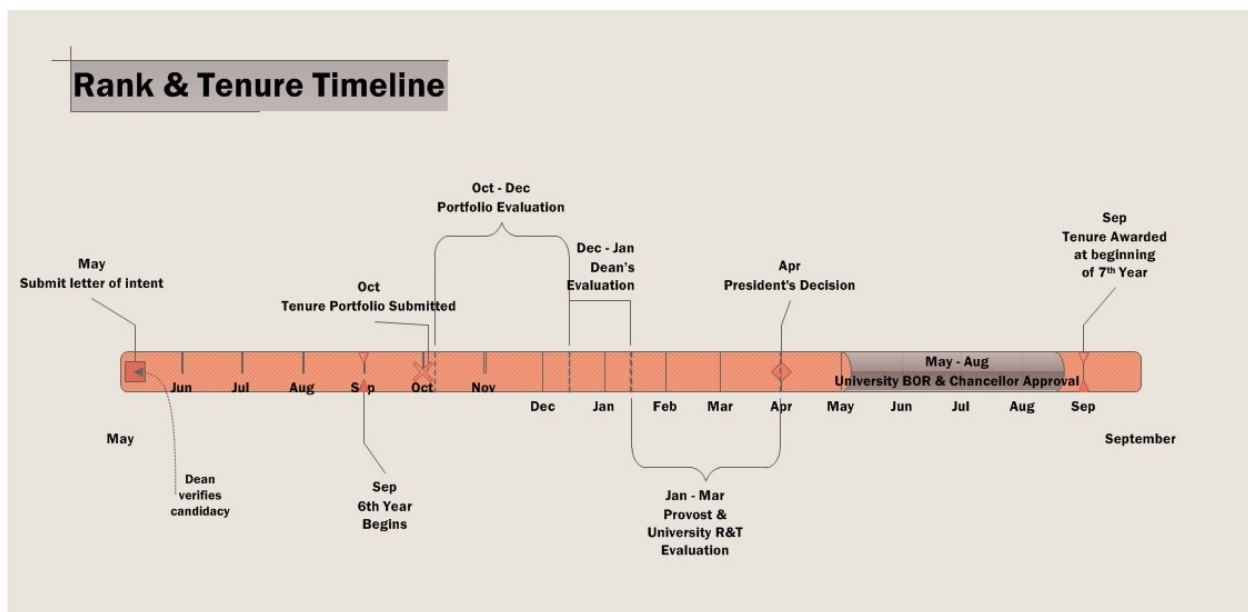 Rank & Tenure Timeline
Oct - Dec
Portfolio Evaluation
Sep
Tenure Awarded
at beginning
of 7th Year
Dec - Jan
Dean's
Evaluation
May
Submit letter of intent
Apr
President's Decision
Oct
Tenure Portfolio Submitted
May - Aug
University BOR & Chancellor Approval
Jun Jul Aug Sep Oct Nov
Dec Jan Feb Mar Apr May Jun Jul Aug Sep
May
September
Dean
verifies
candidacy
Sep
6th Year
Begins
Jan - Mar
Provost &
University R&T
Evaluation